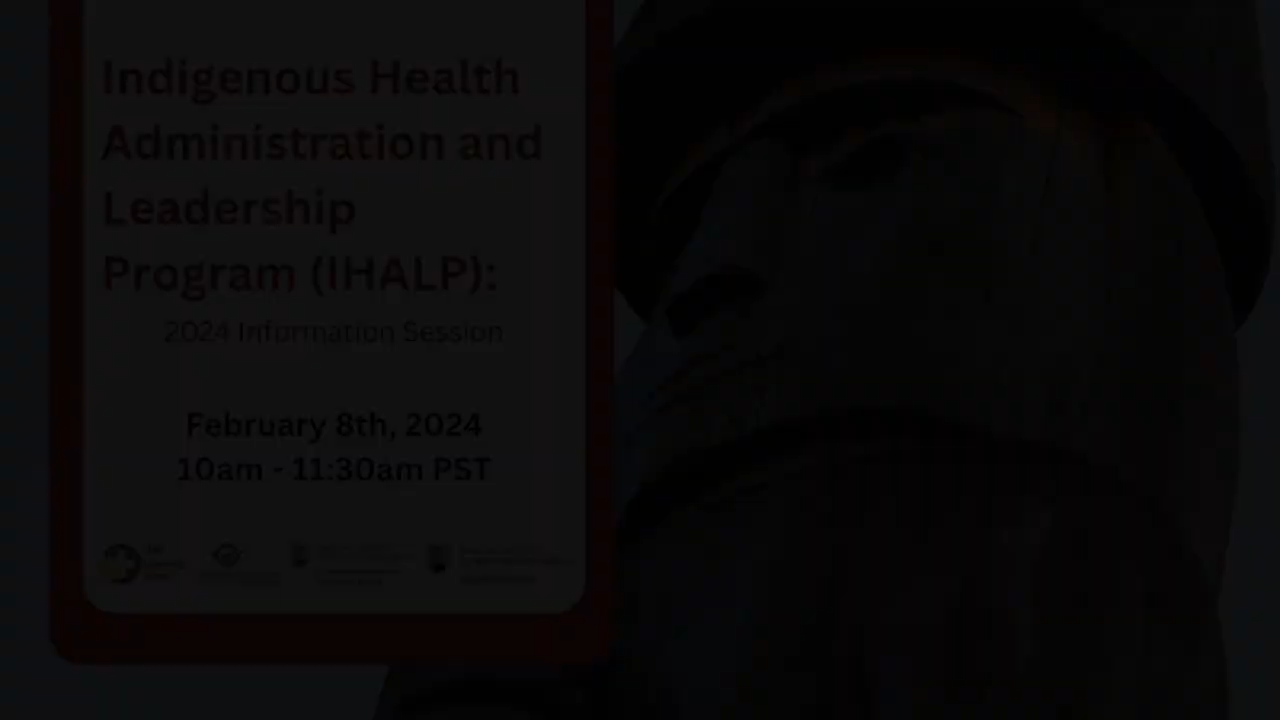 Indigenous Health
Administration and
Leadership
Program (IHALP):
2024 Information Session
February 8th, 2024
10am - 11:30am PST